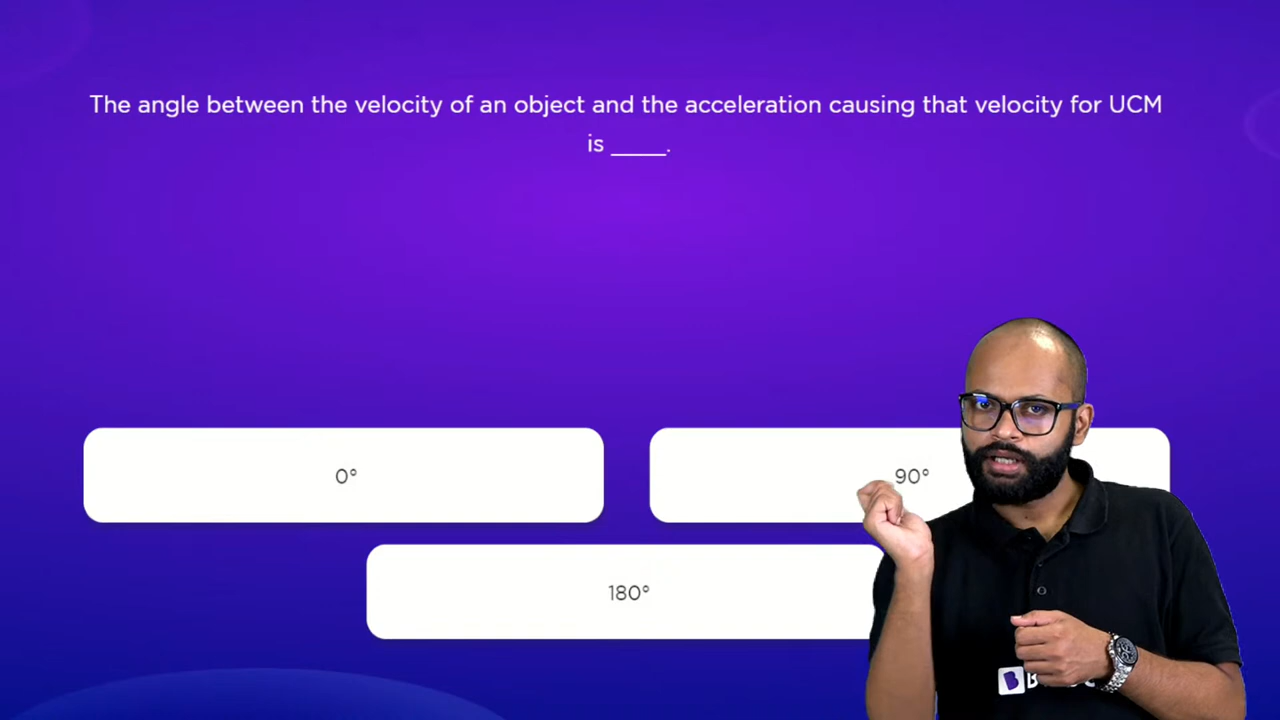 The angle between the velocity of an object and the acceleration causing that velocity for UCM
is _____.
0°
90°
180°